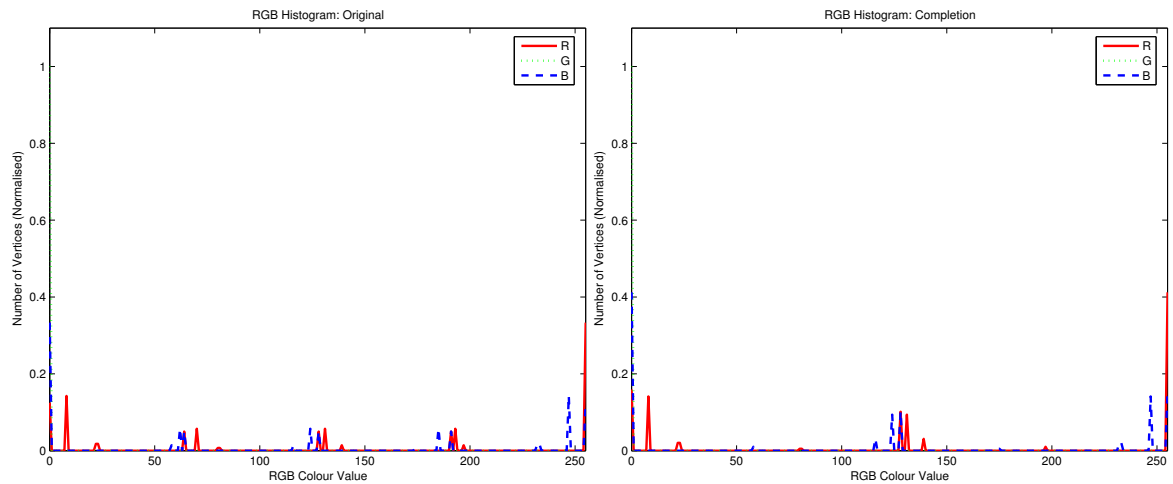 RGB Histogram: Original
R
G
B
Number of Vertices (Normalised)
1
0.8
0.6
0.4
0.2
0
0
50
100
150
200
250
RGB Colour Value
RGB Histogram: Completion
R
G
B
Number of Vertices (Normalised)
1
0.8
0.6
0.4
0.2
0
0
50
100
150
200
250
RGB Colour Value